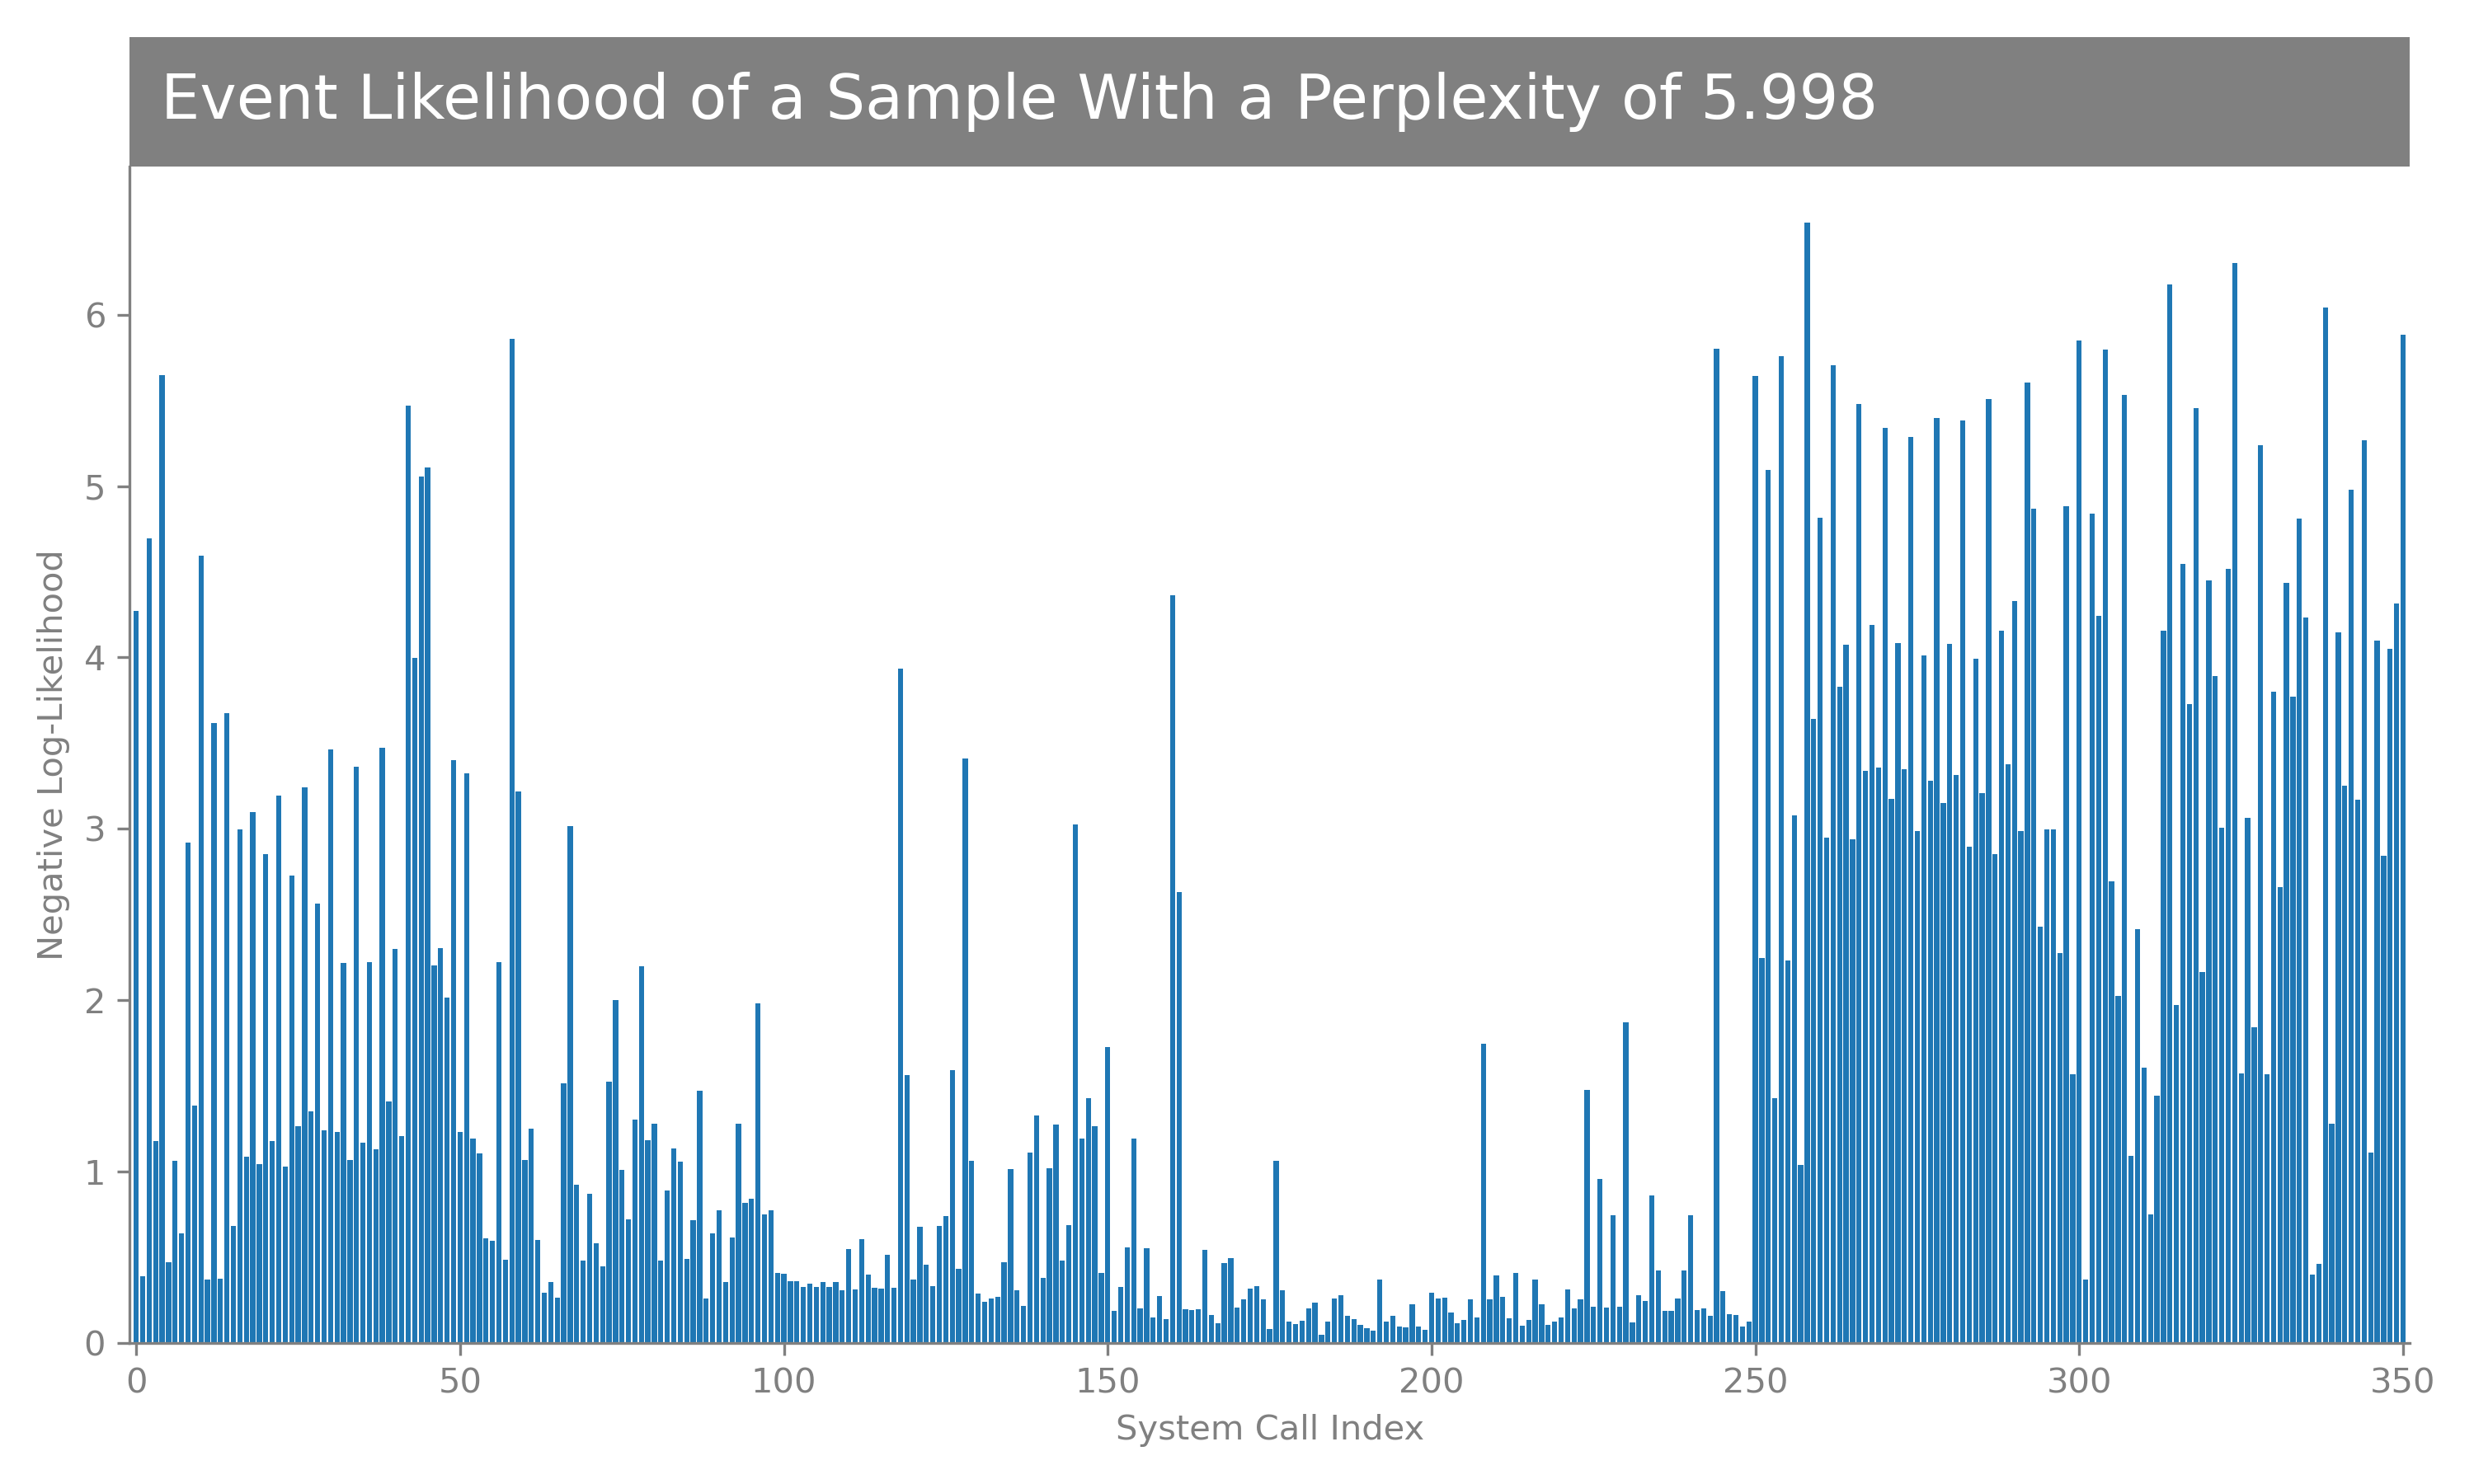 Event Likelihood of a Sample With a Perplexity of 5.998
Negative Log-Likelihood
6
5
4
3
2
1
0
0 50 100 150 200 250 300 350
System Call Index